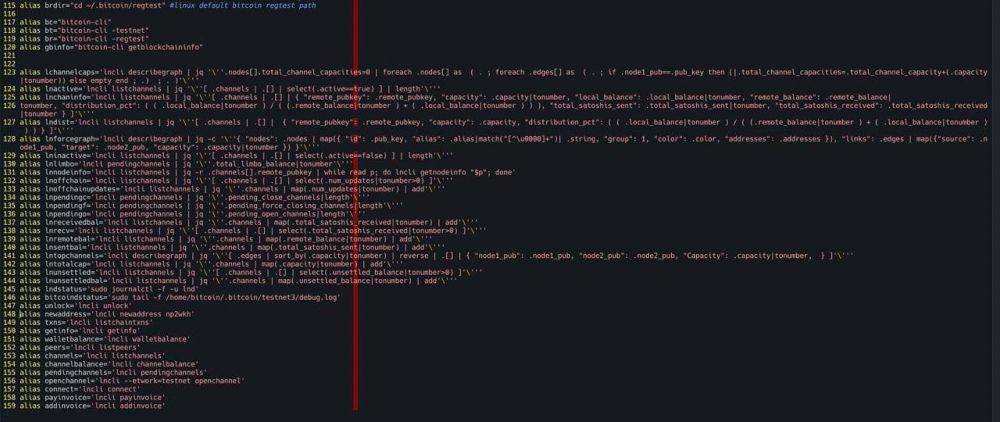 115 alias brdir="cd ~/.bitcoin/regtest" #linux default bitcoin regtest path
116
117 alias bc="bitcoin-cli"
118 alias bt="bitcoin-cli -testnet"
119 alias br="bitcoin-cli -regtest"
120 alias gbinfo="bitcoin-cli getblockchaininfo"
121
122
123 alias lchannelcaps='lncli describegraph | jq '\''.nodes[].total_channel_capacities=0 | foreach .nodes[] as  ( . ; foreach .edges[] as  ( . ; if .node1_pub==.pub_key then (|.total_channel_capacities=.total_channel_capacity+(.capacity
|tonumber)) else empty end ; .)  ; . )'\'''
124 alias lnactive='lncli listchannels | jq '\''[ .channels | .[] | select(.active==true) ] | length'\'''
125 alias lnchaninfo='lncli listchannels | jq '\''[ .channels | .[] | { "remote_pubkey": .remote_pubkey, "capacity": .capacity|tonumber, "local_balance": .local_balance|tonumber, "remote_balance": .remote_balance|
126 tonumber, "distribution_pct": ( ( ( .local_balance|tonumber ) / ( (.remote_balance|tonumber ) + ( .local_balance|tonumber ) ) ) ), "total_satoshis_sent": .total_satoshis_sent|tonumber, "total_satoshis_received": .total_satoshis_received
|tonumber } ]'\'''
127 alias lndist='lncli listchannels | jq '\''[ .channels | .[] | { "remote_pubkey": .remote_pubkey, "capacity": .capacity, "distribution_pct": ( ( ( .local_balance|tonumber ) / ( ( .remote_balance|tonumber ) + ( .local_balance|tonumber )
) ) ) } ]'\'''
128 alias lnforcegraph='lncli describegraph | jq -c '\''{ "nodes": .nodes | map({ "id": .pub_key, "alias": .alias|match("[^\u0000]+")| .string, "group": 1, "color": .color, "addresses": .addresses }), "links": .edges | map({"source": .n
ode1_pub, "target": .node2_pub, "capacity": .capacity|tonumber }) }'\'''
129 alias lninactive='lncli listchannels | jq '\''[ .channels | .[] | select(.active==false) ] | length'\'''
130 alias lnlimbo='lncli pendingchannels | jq '\''.total_limbo_balance|tonumber'\'''
131 alias lnnodeinfo='lncli listchannels | jq -r .channels[].remote_pubkey | while read p; do lncli getnodeinfo "$p"; done'
132 alias lnoffchain='lncli listchannels | jq '\''[ .channels | .[] | select(.num_updates|tonumber>0) ]'\'''
133 alias lnoffchainupdates='lncli listchannels | jq '\''.channels | map(.num_updates|tonumber) | add'\'''
134 alias lnpendingc='lncli pendingchannels | jq '\''.pending_close_channels|length'\'''
135 alias lnpendingf='lncli pendingchannels | jq '\''.pending_force_closing_channels|length'\'''
136 alias lnpendingo='lncli pendingchannels | jq '\''.pending_open_channels|length'\'''
137 alias lnreceivedbal='lncli listchannels | jq '\''.channels | map(.total_satoshis_received|tonumber) | add'\'''
138 alias lnrecv='lncli listchannels | jq '\''[ .channels | .[] | select(.total_satoshis_received|tonumber>0) ]'\'''
139 alias lnremotebal='lncli listchannels | jq '\''.channels | map(.remote_balance|tonumber) | add'\'''
140 alias lnsentbal='lncli listchannels | jq '\''.channels | map(.total_satoshis_sent|tonumber) | add'\'''
141 alias lntopchannels='lncli describegraph | jq '\''[ .edges | sort_by(.capacity|tonumber) | reverse | .[] | { "node1_pub": .node1_pub, "node2_pub": .node2_pub, "Capacity": .capacity|tonumber,  } ]'\'''
142 alias lntotalcap='lncli listchannels | jq '\''.channels | map(.capacity|tonumber) | add'\'''
143 alias lnunsettled='lncli listchannels | jq '\''[ .channels | .[] | select(.unsettled_balance|tonumber>0) ]'\'''
144 alias lnunsettledbal='lncli listchannels | jq '\''.channels | map(.unsettled_balance|tonumber) | add'\'''
145 alias lndstatus='sudo journalctl -f -u lnd'
146 alias bitcoindstatus='sudo tail -f /home/bitcoin/.bitcoin/testnet3/debug.log'
147 alias unlock='lncli unlock'
148 alias newaddress='lncli newaddress np2wkh'
149 alias txns='lncli listchaintxns'
150 alias getinfo='lncli getinfo'
151 alias walletbalance='lncli walletbalance'
152 alias peers='lncli listpeers'
153 alias channels='lncli listchannels'
154 alias channelbalance='lncli channelbalance'
155 alias pendingchannels='lncli pendingchannels'
156 alias openchannel='lncli --etwork=testnet openchannel'
157 alias connect='lncli connect'
158 alias payinvoice='lncli payinvoice'
159 alias addinvoice='lncli addinvoice'